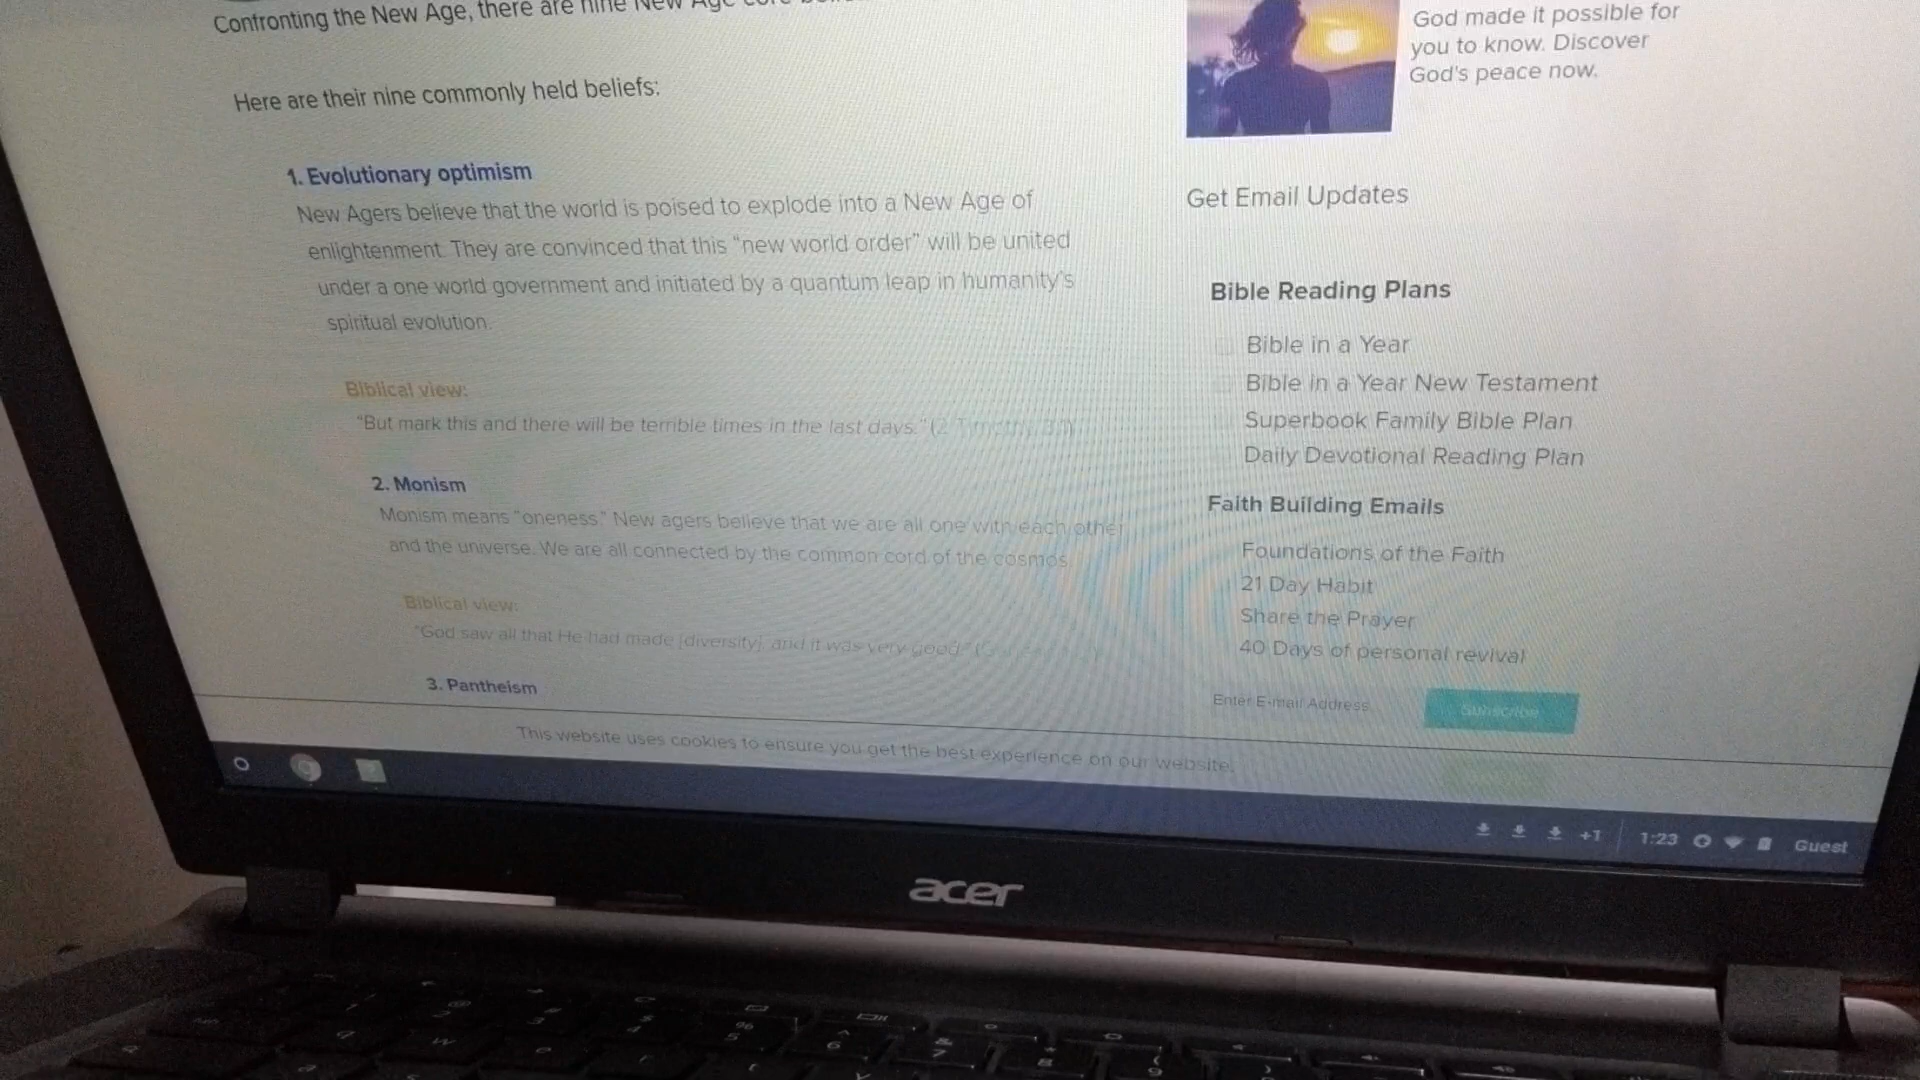 Confronting the New Age, there are nine New Age core
Here are their nine commonly held beliefs:
1. Evolutionary optimism
New Agers believe that the world is poised to explode into a New Age of
enlightenment. They are convinced that this "new world order" will be united
under a one world government and initiated by a quantum leap in humanity's
spiritual evolution.
Biblical view:
"But mark this and there will be terrible times in the last days." (2 Timothy 3:1)
2. Monism
Monism means "oneness." New agers believe that we are all one with each other
and the universe. We are all connected by the common cord of the cosmos.
Biblical view:
"God saw all that He had made [diversity], and it was very good."
3. Pantheism
God made it possible for
you to know. Discover
God's peace now.
Get Email Updates
Bible Reading Plans
Bible in a Year
Bible in a Year New Testament
Superbook Family Bible Plan
Daily Devotional Reading Plan
Faith Building Emails
Foundations of the Faith
21 Day Habit
Share the Prayer
40 Days of personal revival
Enter E-mail Address
Subscribe
This website uses cookies to ensure you get the best experience on our website.
+1
1:23
Guest
acer